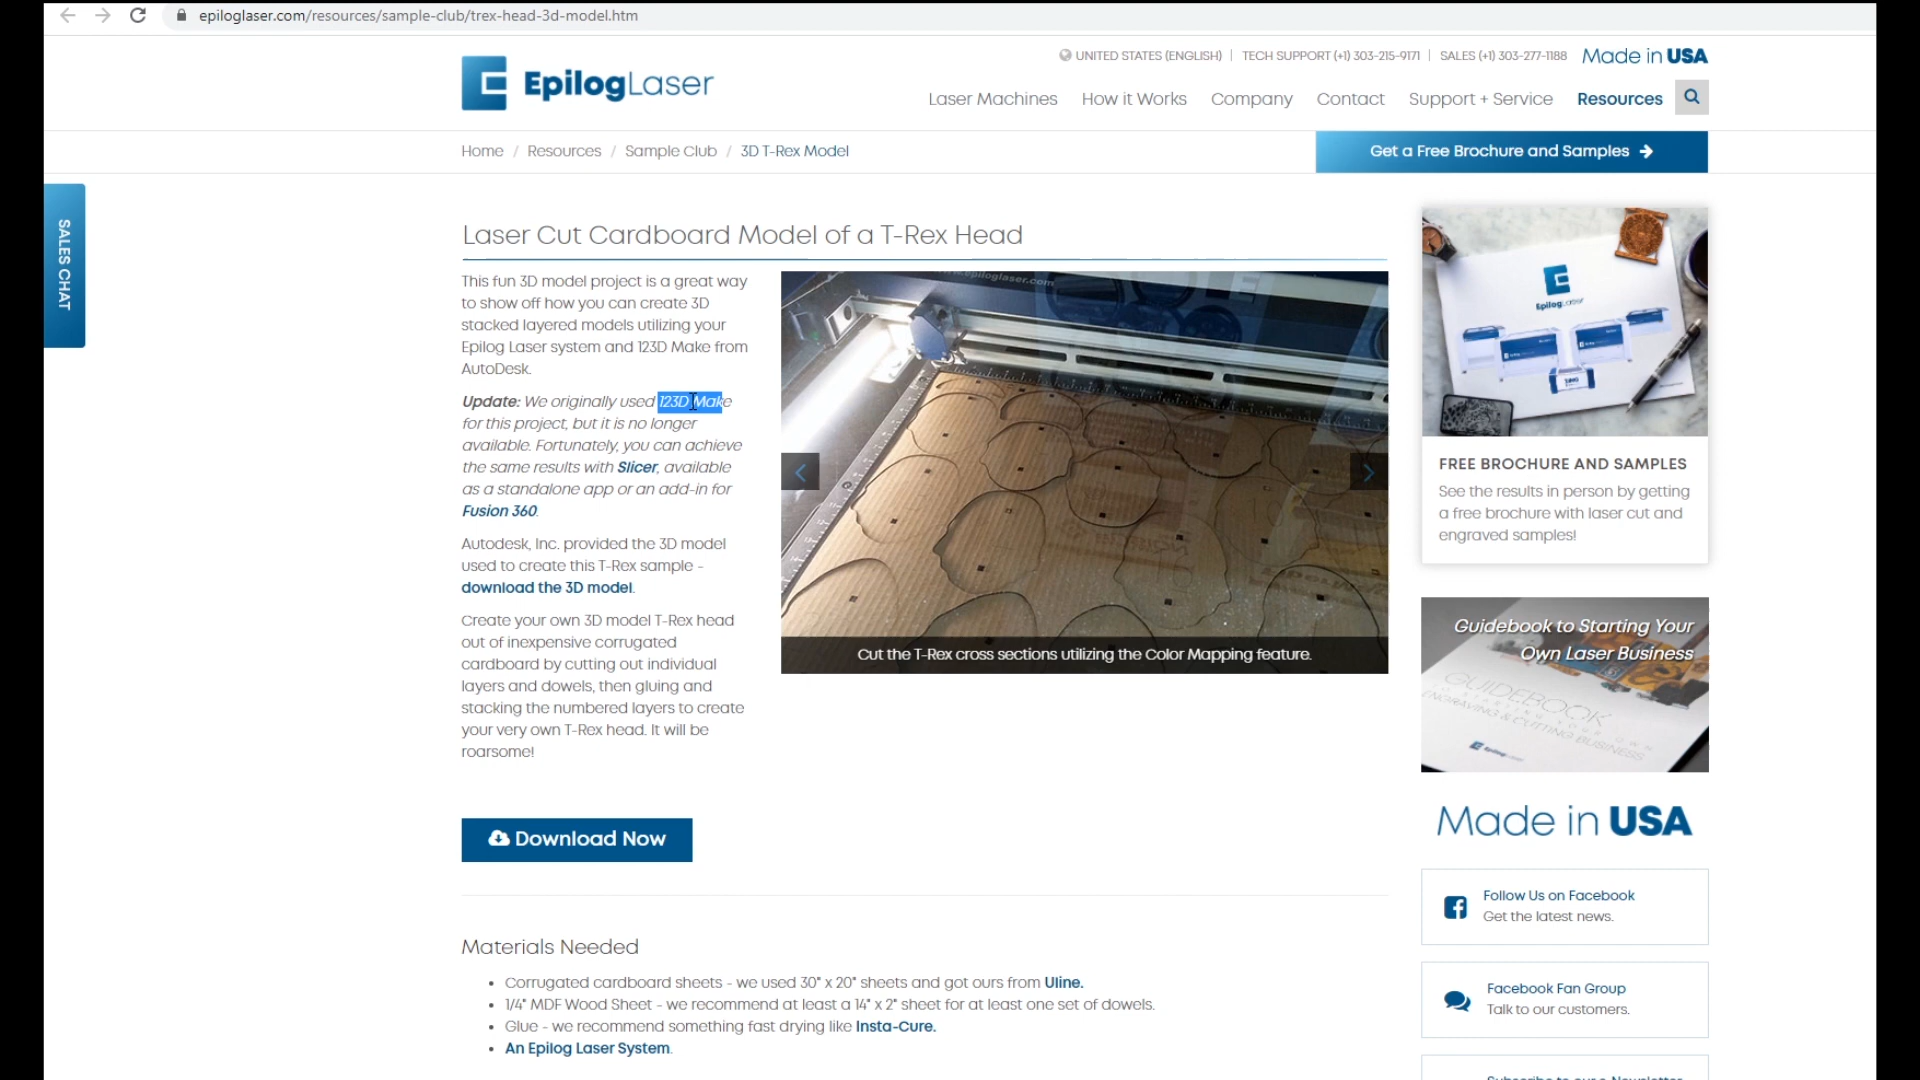 epiloglaser.com/resources/sample-club/trex-head-3d-model.htm
UNITED STATES (ENGLISH) | TECH SUPPORT (+1) 303-215-9171 | SALES (+1) 303-277-1188 Made in USA
EpilogLaser
Laser Machines How it Works Company Contact Support + Service Resources
Home / Resources / Sample Club / 3D T-Rex Model
Get a Free Brochure and Samples
SALES CHAT
Laser Cut Cardboard Model of a T-Rex Head
This fun 3D model project is a great way
to show off how you can create 3D
stacked layered models utilizing your
Epilog Laser system and 123D Make from
AutoDesk.
Update: We originally used 123D Make
for this project, but it is no longer
available. Fortunately, you can achieve
the same results with Slicer, available
as a standalone app or an add-in for
Fusion 360.
Autodesk, Inc. provided the 3D model
used to create this T-Rex sample -
download the 3D model.
Create your own 3D model T-Rex head
out of inexpensive corrugated
cardboard by cutting out individual
layers and dowels, then gluing and
stacking the numbered layers to create
your very own T-Rex head. It will be
roarsome!
www.epiloglaser.com
Cut the T-Rex cross sections utilizing the Color Mapping feature.
Download Now
Materials Needed
• Corrugated cardboard sheets - we used 30" x 20" sheets and got ours from Uline.
• 1/4" MDF Wood Sheet - we recommend at least a 14" x 2" sheet for at least one set of dowels.
• Glue - we recommend something fast drying like Insta-Cure.
• An Epilog Laser System.
EpilogLaser
FREE BROCHURE AND SAMPLES
See the results in person by getting
a free brochure with laser cut and
engraved samples!
Guidebook to Starting Your
Own Laser Business
GUIDEBOOK
ENGRAVING & CUTTING BUSINESS
Made in USA
Follow Us on Facebook
Get the latest news.
Facebook Fan Group
Talk to our customers.